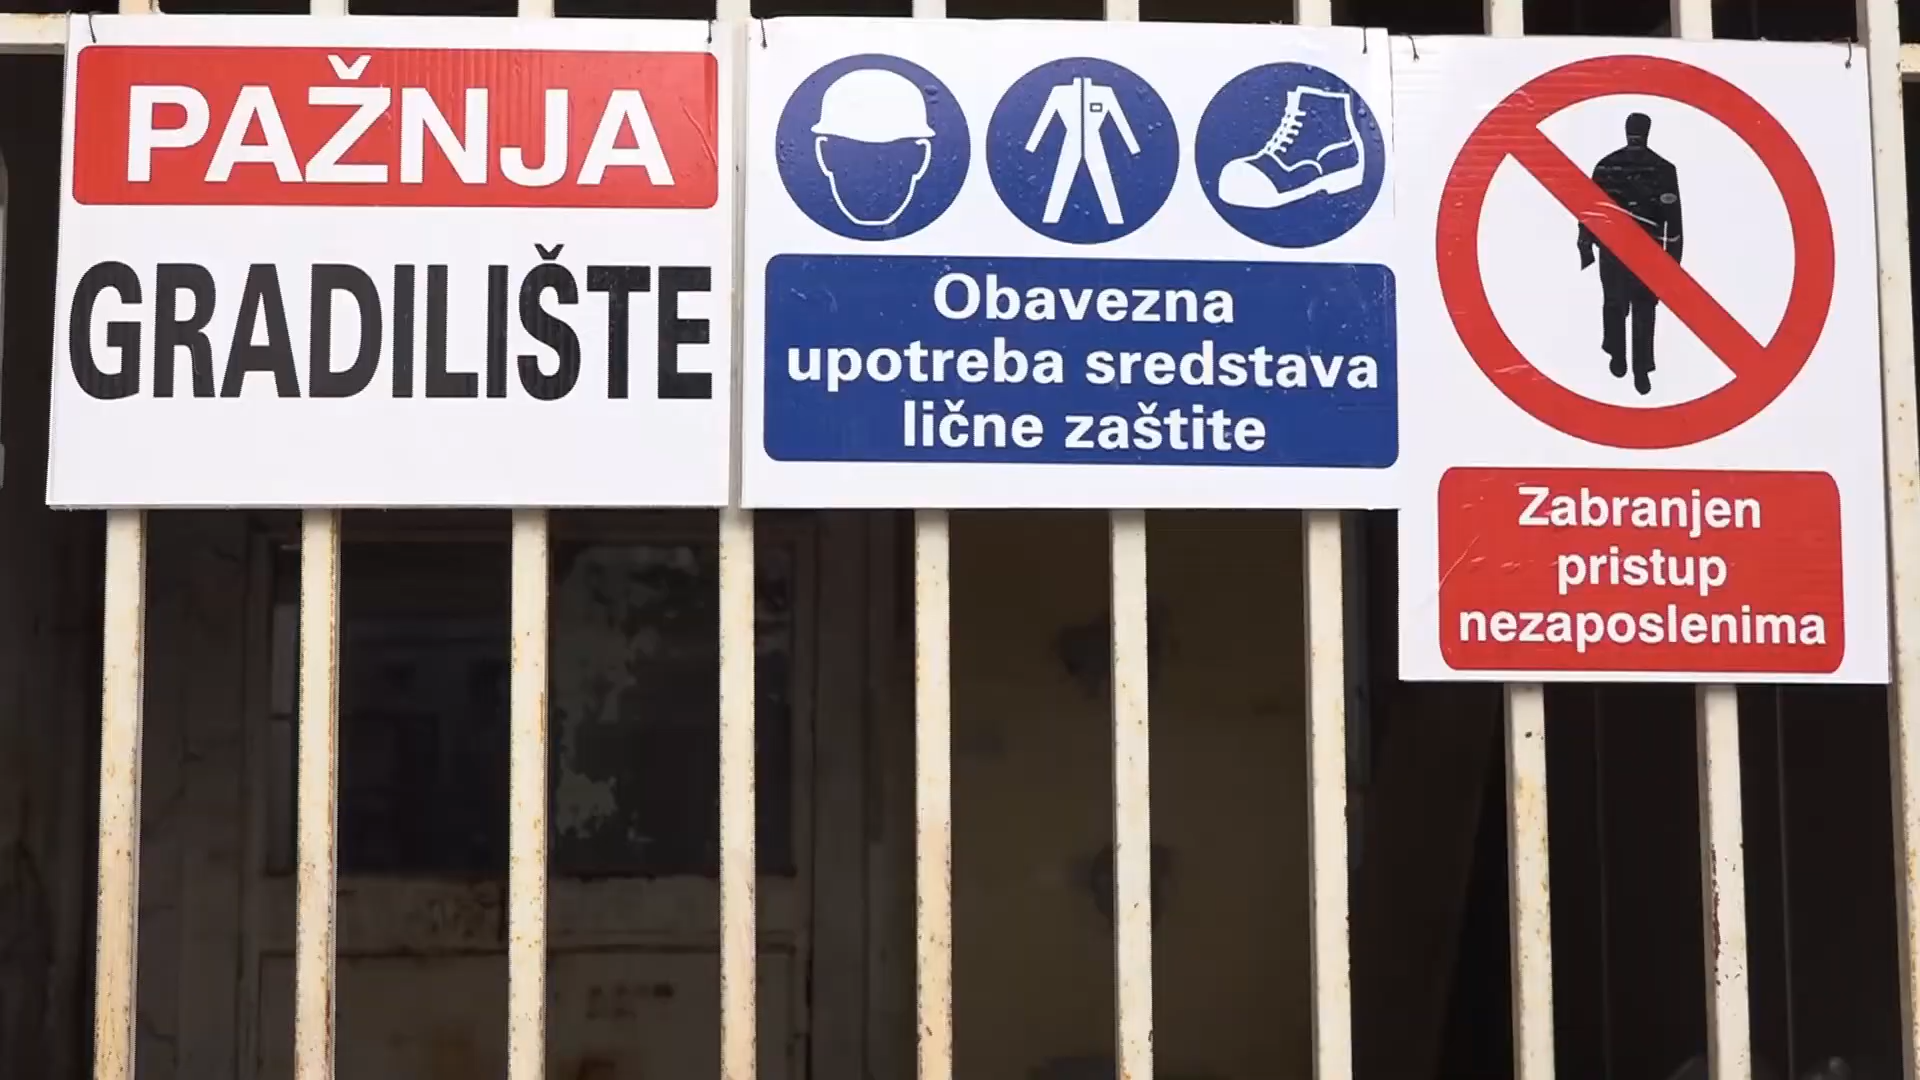 PAŽNJA
GRADILIŠTE
Obavezna
upotreba sredstava
lične zaštite
Zabranjen
pristup
nezaposlenima